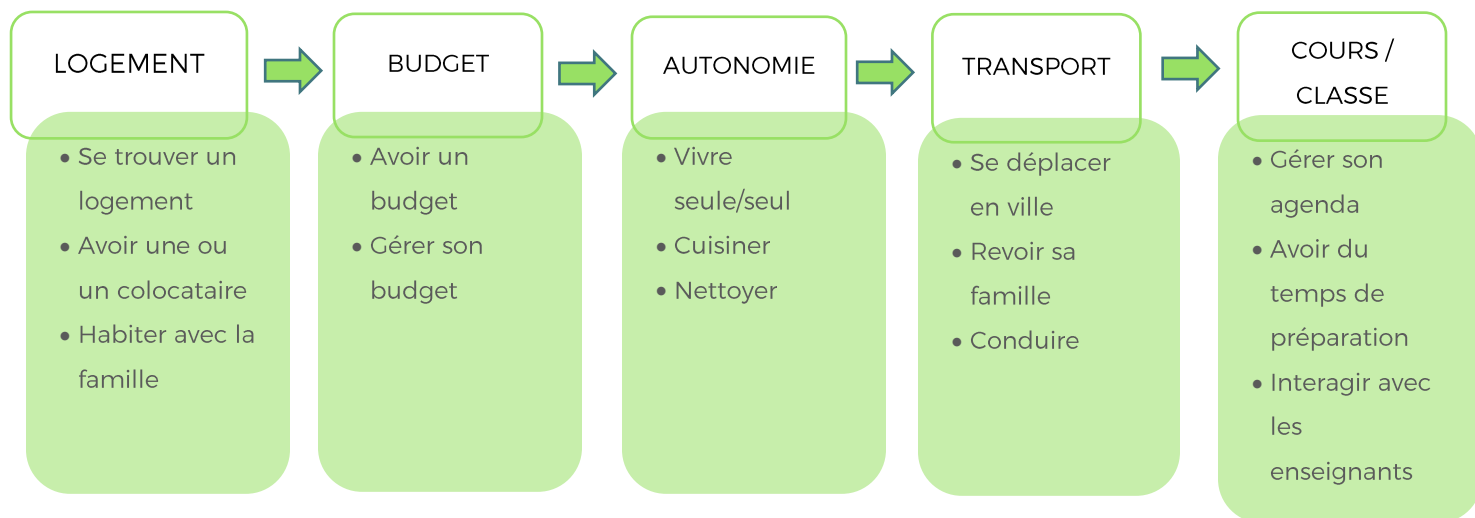 LOGEMENT
• Se trouver un
logement
• Avoir une ou
un colocataire
• Habiter avec la
famille
BUDGET
• Avoir un
budget
• Gérer son
budget
AUTONOMIE
• Vivre
seule/seul
• Cuisiner
• Nettoyer
TRANSPORT
• Se déplacer
en ville
• Revoir sa
famille
• Conduire
COURS /
CLASSE
• Gérer son
agenda
• Avoir du
temps de
préparation
• Interagir avec
les
enseignants